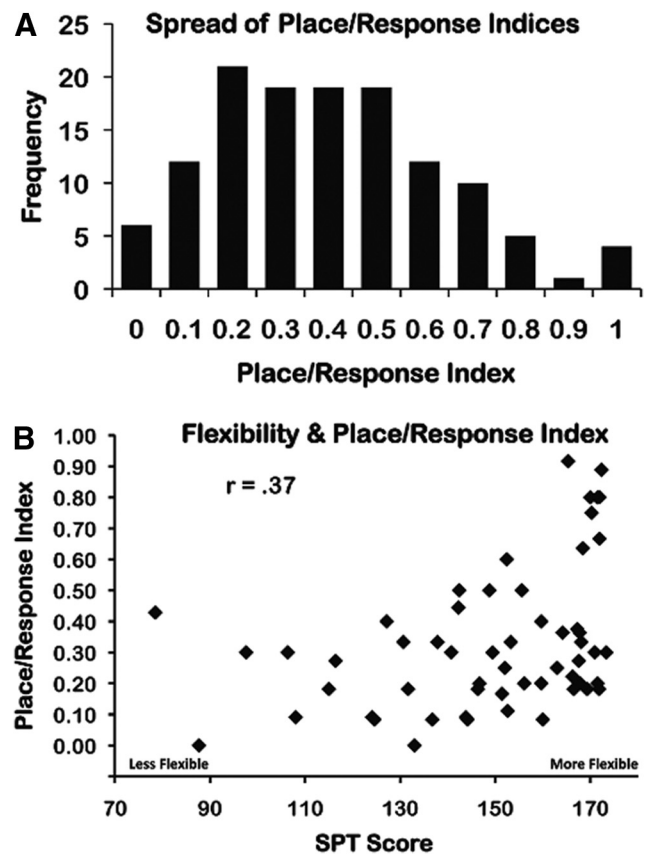 A
Spread of Place/Response Indices
25
20
15
10
5
0
Frequency
0 0.1 0.2 0.3 0.4 0.5 0.6 0.7 0.8 0.9 1
Place/Response Index
B
Flexibility & Place/Response Index
r = .37
1.00
0.90
0.80
0.70
0.60
0.50
0.40
0.30
0.20
0.10
0.00
Place/Response Index
Less Flexible More Flexible
70 90 110 130 150 170
SPT Score